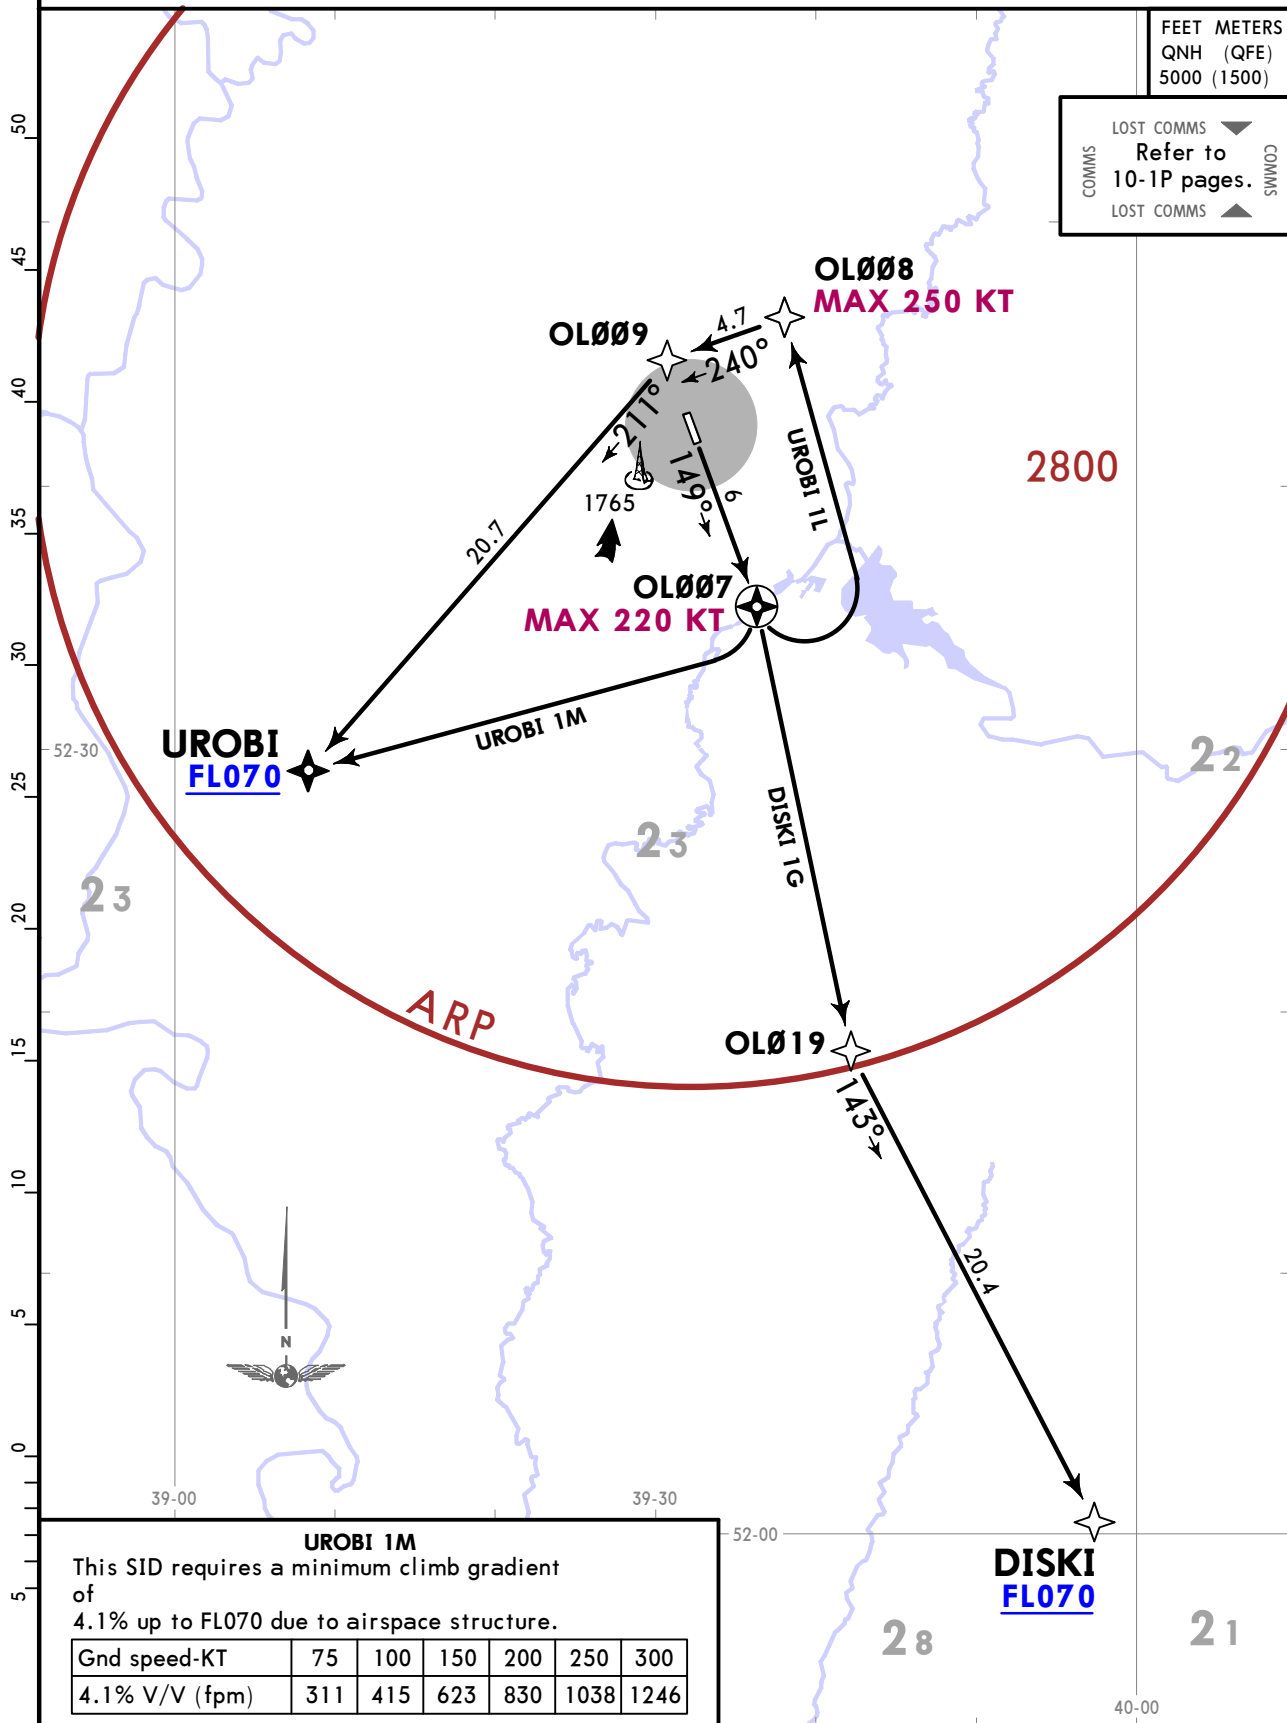 FEET METERS
QNH (QFE)
5000 (1500)
LOST COMMS
COMMS
Refer to
10-1P pages.
COMMS
LOST COMMS
50
45
40
35
30
25
20
15
10
5
0
5
OLØØ8
MAX 250 KT
4.7
240°
OLØØ9
211°
2800
UROBI 1L
149°
6
1765
20.7
OLØØ7
MAX 220 KT
UROBI 1M
UROBI
FL070
52-30
22
DISKI 1G
23
23
ARP
OLØ19
143°
20.4
N
39-00
39-30
52-00
DISKI
FL070
28
21
40-00
UROBI 1M
This SID requires a minimum climb gradient
of
4.1% up to FL070 due to airspace structure.
Gnd speed-KT 75 100 150 200 250 300
4.1% V/V (fpm) 311 415 623 830 1038 1246